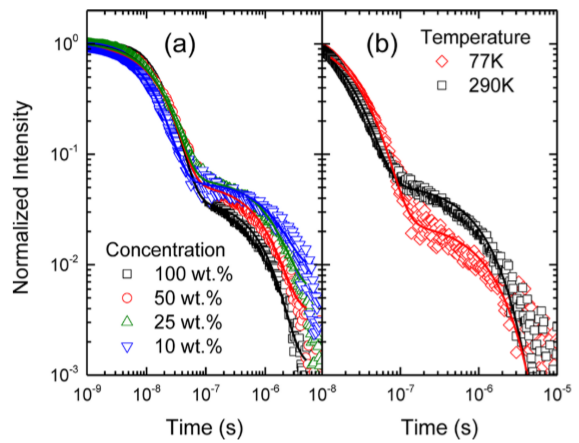 (a)
(b)
Temperature
77K
290K
10⁰
10⁻¹
10⁻²
10⁻³
Normalized Intensity
Concentration
100 wt.%
50 wt.%
25 wt.%
10 wt.%
10⁻⁹ 10⁻⁸ 10⁻⁷ 10⁻⁶ 10⁻⁸ 10⁻⁷ 10⁻⁶ 10⁻⁵
Time (s) Time (s)